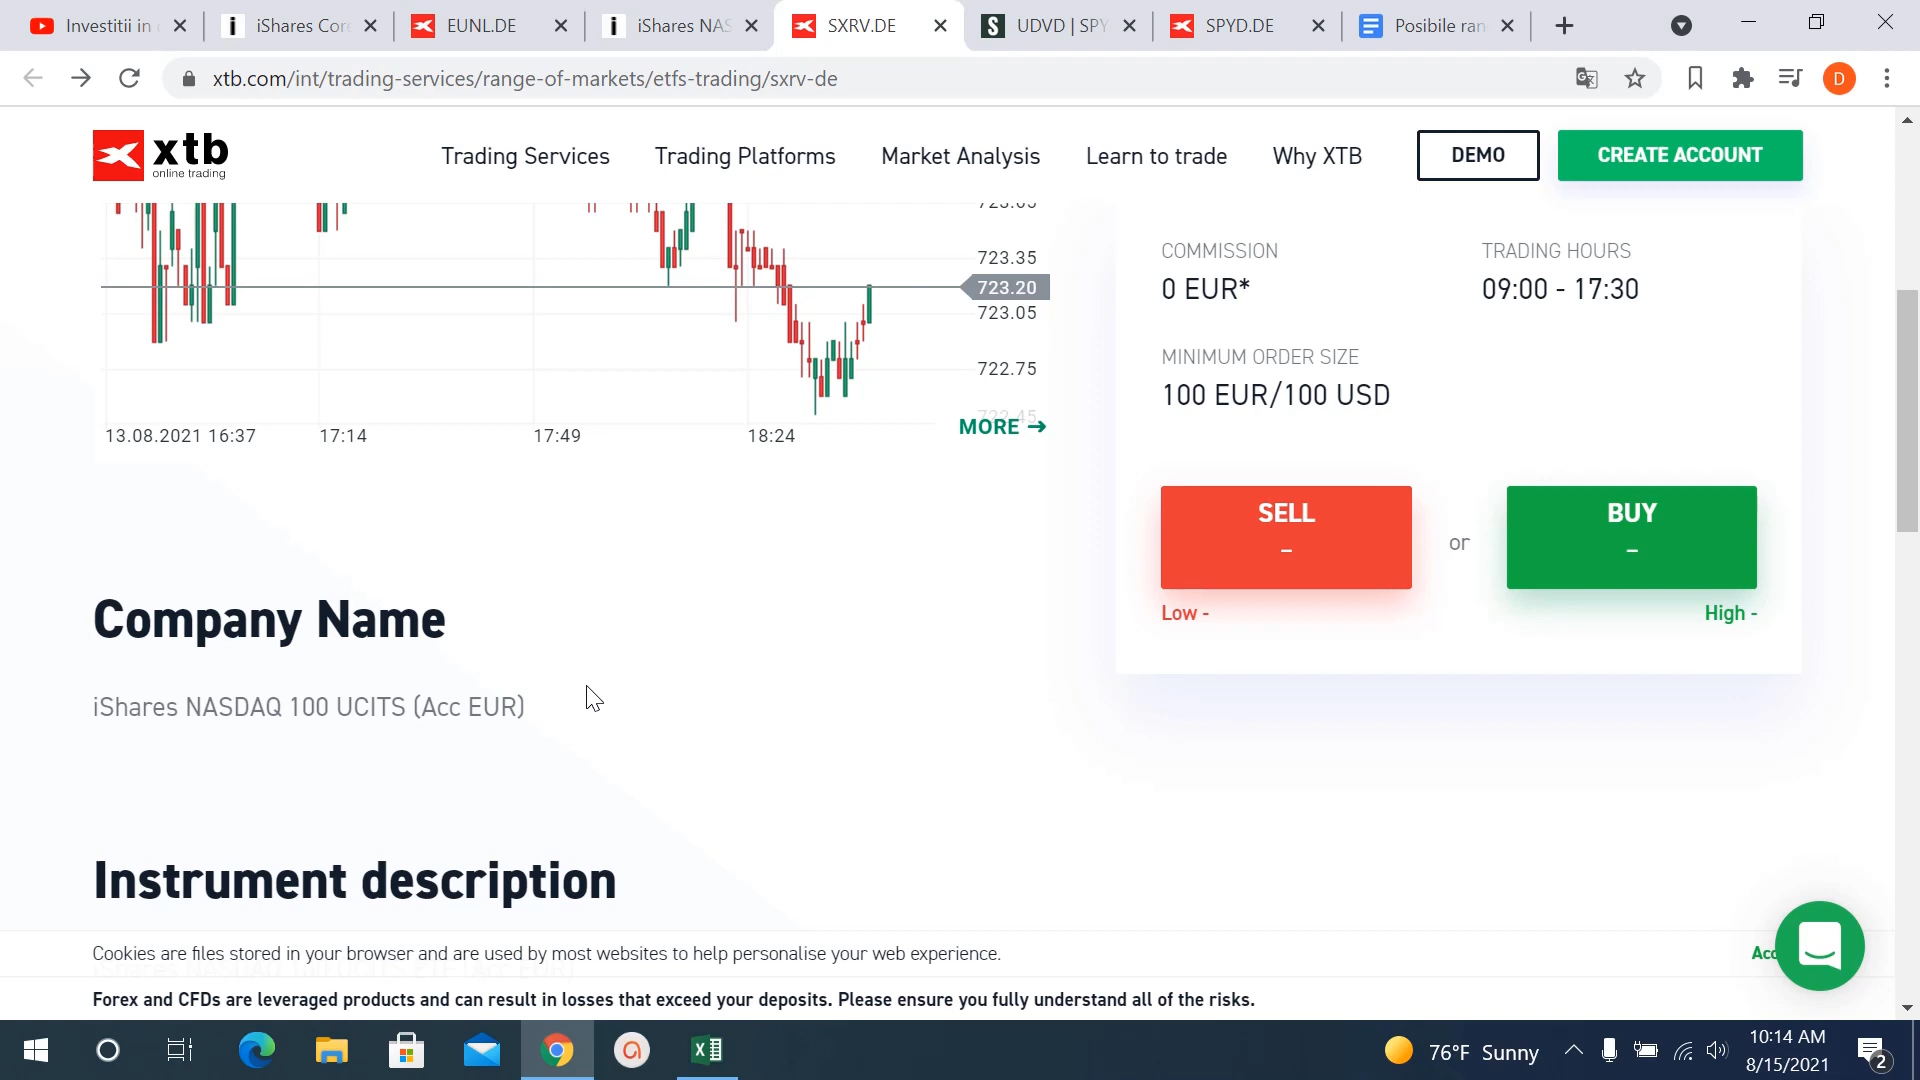 Investitii in
iShares Core
EUNL.DE
iShares NAS
SXRV.DE
UDVD | SPY
SPYD.DE
Posibile ran
xtb.com/int/trading-services/range-of-markets/etfs-trading/sxrv-de
D
xtb
online trading
Trading Services
Trading Platforms
Market Analysis
Learn to trade
Why XTB
DEMO
CREATE ACCOUNT
723.65
723.35
723.20
723.05
722.75
722.45
13.08.2021 16:37
17:14
17:49
18:24
MORE →
COMMISSION
0 EUR*
TRADING HOURS
09:00 - 17:30
MINIMUM ORDER SIZE
100 EUR/100 USD
SELL
-
or
BUY
-
Low -
High -
Company Name
iShares NASDAQ 100 UCITS (Acc EUR)
Instrument description
Cookies are files stored in your browser and are used by most websites to help personalise your web experience.
Forex and CFDs are leveraged products and can result in losses that exceed your deposits. Please ensure you fully understand all of the risks.
76°F Sunny
10:14 AM
8/15/2021
2